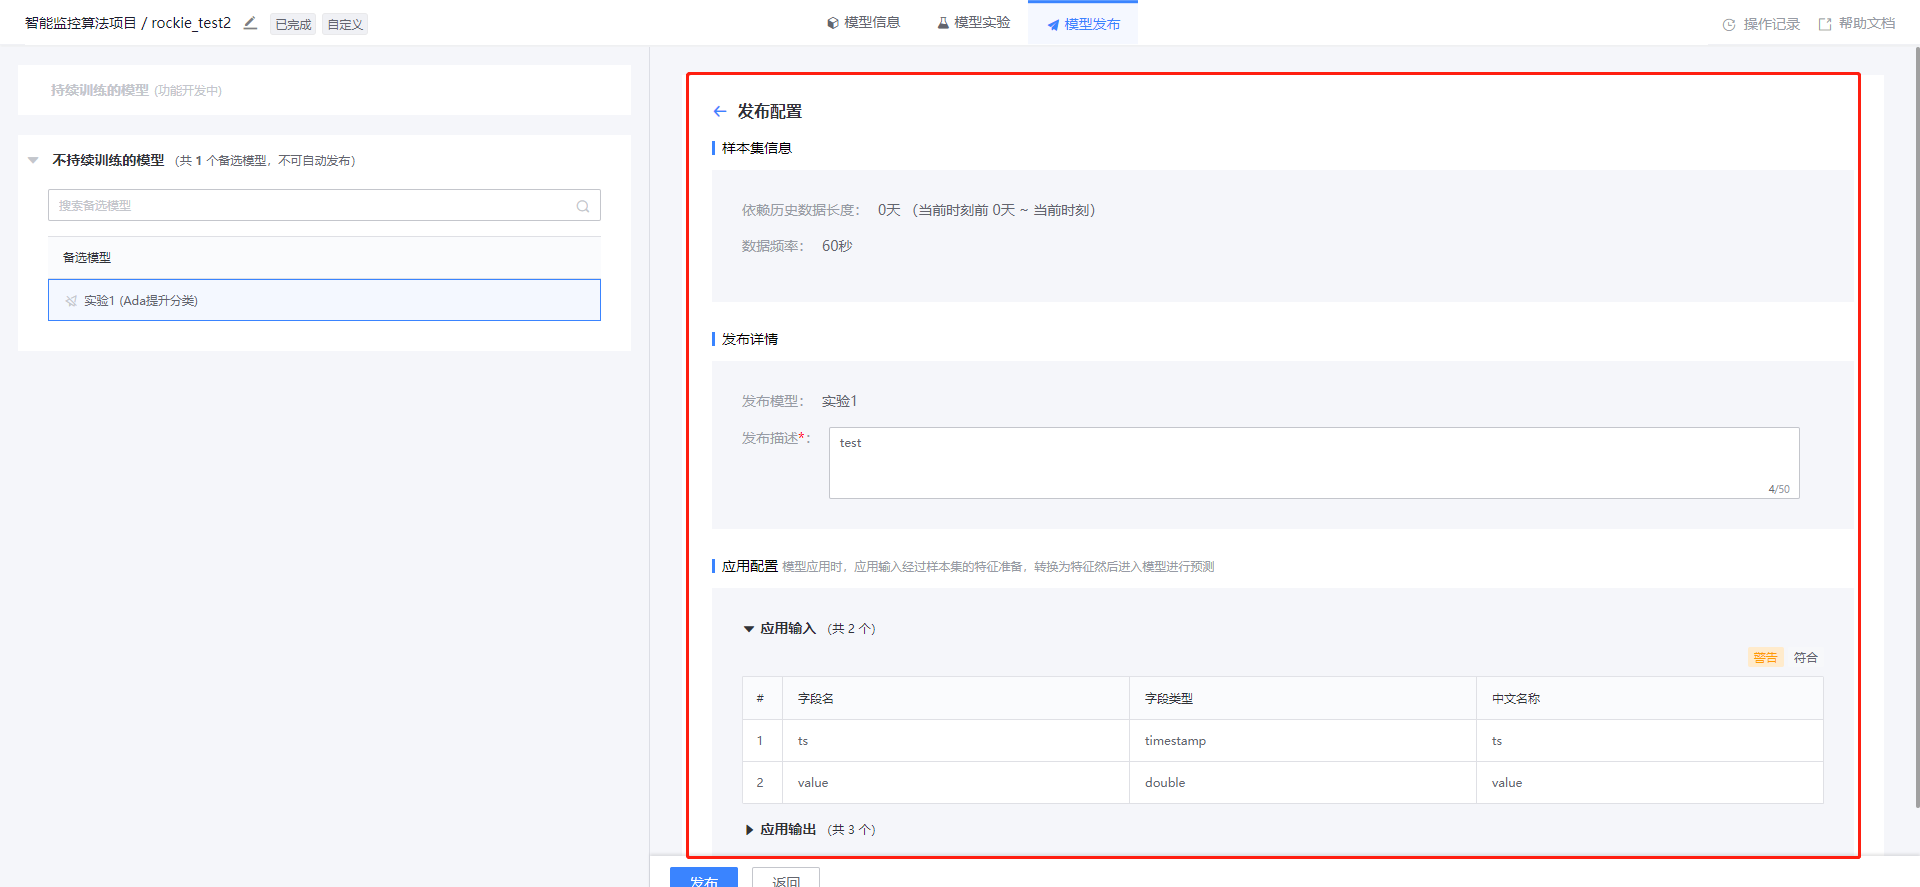 智能监控算法项目 / rockie_test2 已完成 自定义
模型信息 模型实验 模型发布
操作记录 帮助文档
持续训练的模型 (功能开发中)
不持续训练的模型 (共 1 个备选模型，不可自动发布)
搜索备选模型
备选模型
实验1 (Ada提升分类)
发布配置
样本集信息
依赖历史数据长度： 0天 （当前时刻前 0天 ~ 当前时刻）
数据频率： 60秒
发布详情
发布模型： 实验1
发布描述*：
test
4/50
应用配置 模型应用时，应用输入经过样本集的特征准备，转换为特征然后进入模型进行预测
应用输入 (共 2 个)
警告 符合
# 字段名 字段类型 中文名称
1 ts timestamp ts
2 value double value
应用输出 (共 3 个)
发布 返回